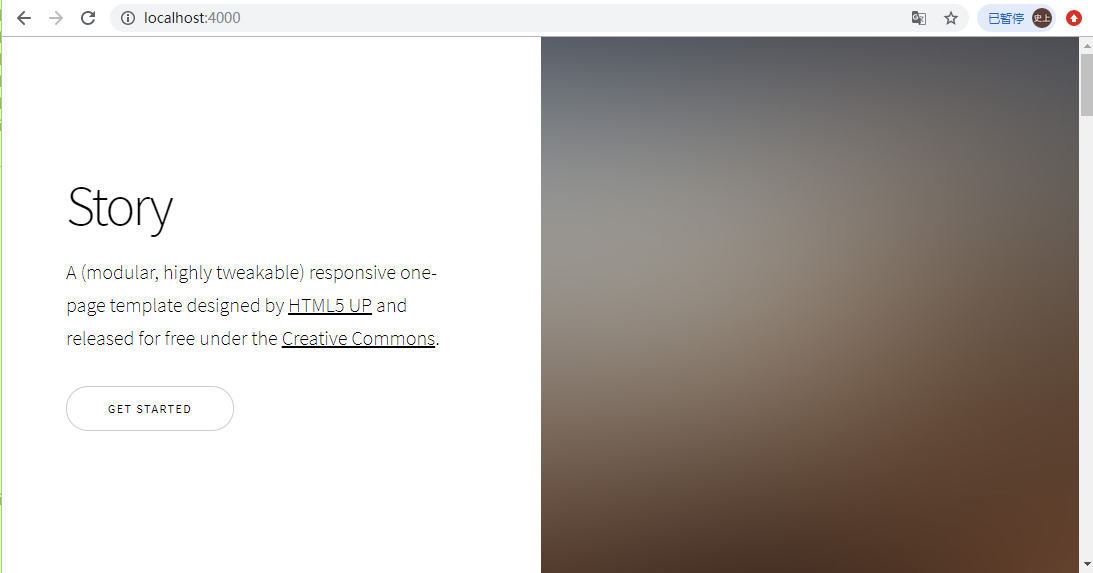 localhost:4000
已暂停
史上
Story
A (modular, highly tweakable) responsive one-
page template designed by HTML5 UP and
released for free under the Creative Commons.
GET STARTED